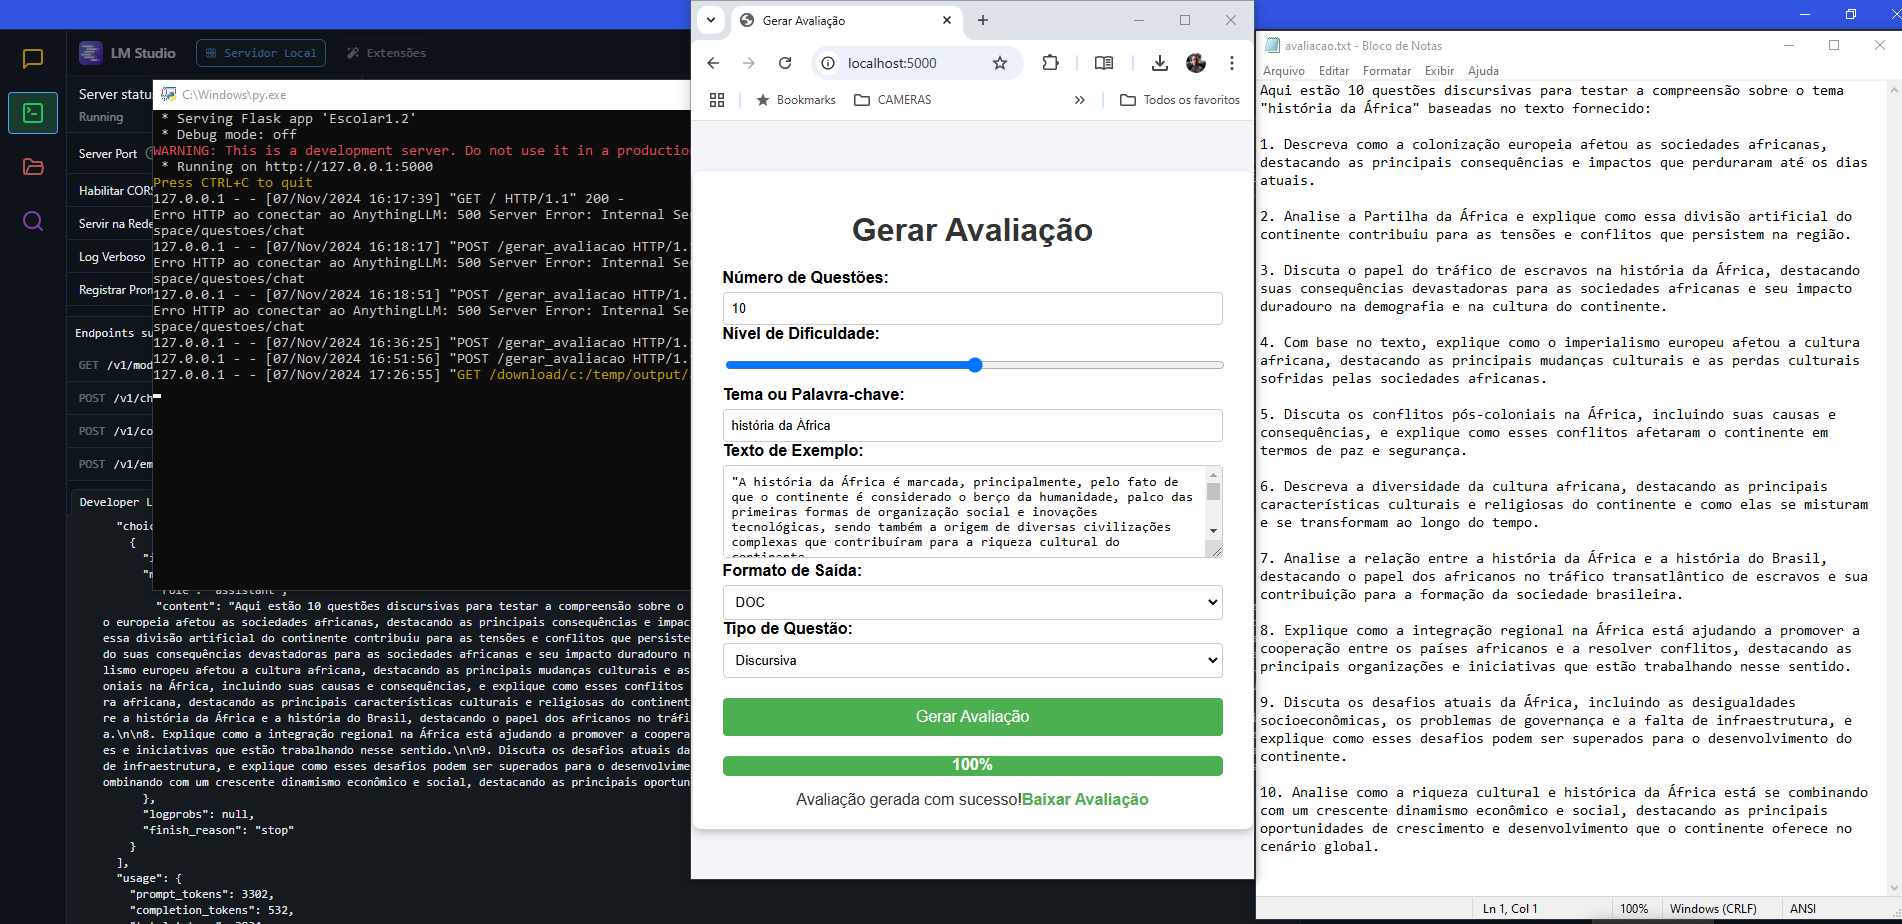 LM Studio
Servidor Local
Extensões
Server
Running
Server Port
Habilitar
Servir na Rede
Log Verboso
Registrar
Endpoints
GET /v1/
POST /v1/
POST /v1/
POST /v1/
Developer
C:\Windows\py.exe
* Serving Flask app 'Escolar1.2'
* Debug mode: off
WARNING: This is a development server. Do not use it in a
* Running on http://127.0.0.1:5000
Press CTRL+C to quit
127.0.0.1 - - [07/Nov/2024 16:17:39] "GET / HTTP/1.1" 200 -
Erro HTTP ao conectar ao AnythingLLM: 500 Server Error: Internal
space/questoes/chat
127.0.0.1 - - [07/Nov/2024 16:18:17] "POST /gerar_avaliacao HTTP/1.
Erro HTTP ao conectar ao AnythingLLM: 500 Server Error: Internal
space/questoes/chat
127.0.0.1 - - [07/Nov/2024 16:18:51] "POST /gerar_avaliacao HTTP/1.
Erro HTTP ao conectar ao AnythingLLM: 500 Server Error: Internal
space/questoes/chat
127.0.0.1 - - [07/Nov/2024 16:36:25] "POST /gerar_avaliacao HTTP/1.
127.0.0.1 - - [07/Nov/2024 16:51:56] "POST /gerar_avaliacao HTTP/1.
127.0.0.1 - - [07/Nov/2024 17:26:55] "GET /download/c:/temp/output/
{
"content": "Aqui estão 10 questões discursivas para testar a compreensão sobre o
o europeia afetou as sociedades africanas, destacando as principais consequências e
essa divisão artificial do continente contribuiu para as tensões e conflitos que
do suas consequências devastadoras para as sociedades africanas e seu impacto duradouro
lismo europeu afetou a cultura africana, destacando as principais mudanças culturais e as
oniais na África, incluindo suas causas e consequências, e explique como esses conflitos
ra africana, destacando as principais características culturais e religiosas do
re a história da África e a história do Brasil, destacando o papel dos africanos no
a.\n\n8. Explique como a integração regional na África está ajudando a promover a
es e iniciativas que estão trabalhando nesse sentido.\n\n9. Discuta os desafios atuais da
de infraestrutura, e explique como esses desafios podem ser superados para o
ombinando com um crescente dinamismo econômico e social, destacando as principais
},
"logprobs": null,
"finish_reason": "stop"
}
],
"usage": {
"prompt_tokens": 3302,
"completion_tokens": 532,
Gerar Avaliação
localhost:5000
Bookmarks
CAMERAS
»
Todos os favoritos
Gerar Avaliação
Número de Questões:
10
Nível de Dificuldade:
Tema ou Palavra-chave:
história da África
Texto de Exemplo:
"A história da África é marcada, principalmente, pelo fato de
que o continente é considerado o berço da humanidade, palco das
primeiras formas de organização social e inovações
tecnológicas, sendo também a origem de diversas civilizações
complexas que contribuíram para a riqueza cultural do
Formato de Saída:
DOC
Tipo de Questão:
Discursiva
Gerar Avaliação
100%
Avaliação gerada com sucesso!Baixar Avaliação
avaliacao.txt - Bloco de Notas
Arquivo Editar Formatar Exibir Ajuda
Aqui estão 10 questões discursivas para testar a compreensão sobre o tema
"história da África" baseadas no texto fornecido:
1. Descreva como a colonização europeia afetou as sociedades africanas,
destacando as principais consequências e impactos que perduraram até os dias
atuais.
2. Analise a Partilha da África e explique como essa divisão artificial do
continente contribuiu para as tensões e conflitos que persistem na região.
3. Discuta o papel do tráfico de escravos na história da África, destacando
suas consequências devastadoras para as sociedades africanas e seu impacto
duradouro na demografia e na cultura do continente.
4. Com base no texto, explique como o imperialismo europeu afetou a cultura
africana, destacando as principais mudanças culturais e as perdas culturais
sofridas pelas sociedades africanas.
5. Discuta os conflitos pós-coloniais na África, incluindo suas causas e
consequências, e explique como esses conflitos afetaram o continente em
termos de paz e segurança.
6. Descreva a diversidade da cultura africana, destacando as principais
características culturais e religiosas do continente e como elas se misturam
e se transformam ao longo do tempo.
7. Analise a relação entre a história da África e a história do Brasil,
destacando o papel dos africanos no tráfico transatlântico de escravos e sua
contribuição para a formação da sociedade brasileira.
8. Explique como a integração regional na África está ajudando a promover a
cooperação entre os países africanos e a resolver conflitos, destacando as
principais organizações e iniciativas que estão trabalhando nesse sentido.
9. Discuta os desafios atuais da África, incluindo as desigualdades
socioeconômicas, os problemas de governança e a falta de infraestrutura, e
explique como esses desafios podem ser superados para o desenvolvimento do
continente.
10. Analise como a riqueza cultural e histórica da África está se combinando
com um crescente dinamismo econômico e social, destacando as principais
oportunidades de crescimento e desenvolvimento que o continente oferece no
cenário global.
Ln 1, Col 1
100%
Windows (CRLF)
ANSI